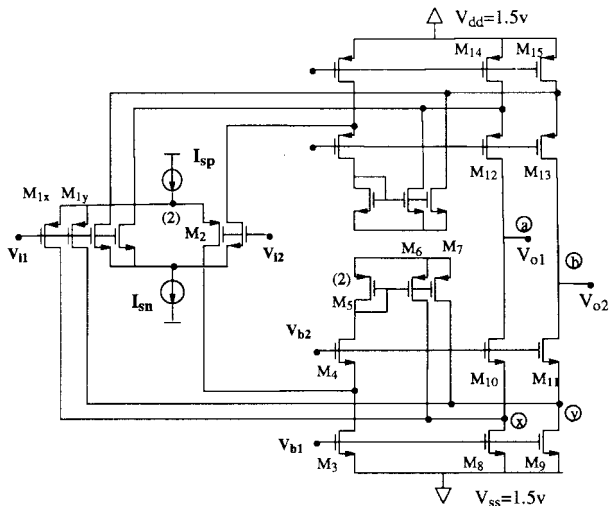 Vdd=1.5v
M14 M15
Isp
M1x M1y
(2)
M2
M12 M13
Vi1
Vi2
a
Vo1
b
Vo2
Isn
M6 M7
(2)
M5
Vb2
M4
M10 M11
x y
Vb1
M3 M8 M9
Vss=1.5v